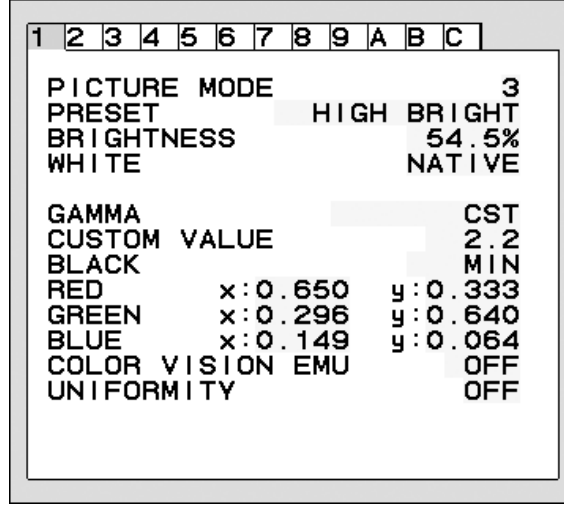 1 2 3 4 5 6 7 8 9 A B C
PICTURE MODE 3
PRESET HIGH BRIGHT
BRIGHTNESS 54.5%
WHITE NATIVE
GAMMA CST
CUSTOM VALUE 2.2
BLACK MIN
RED x:0.650 y:0.333
GREEN x:0.296 y:0.640
BLUE x:0.149 y:0.064
COLOR VISION EMU OFF
UNIFORMITY OFF